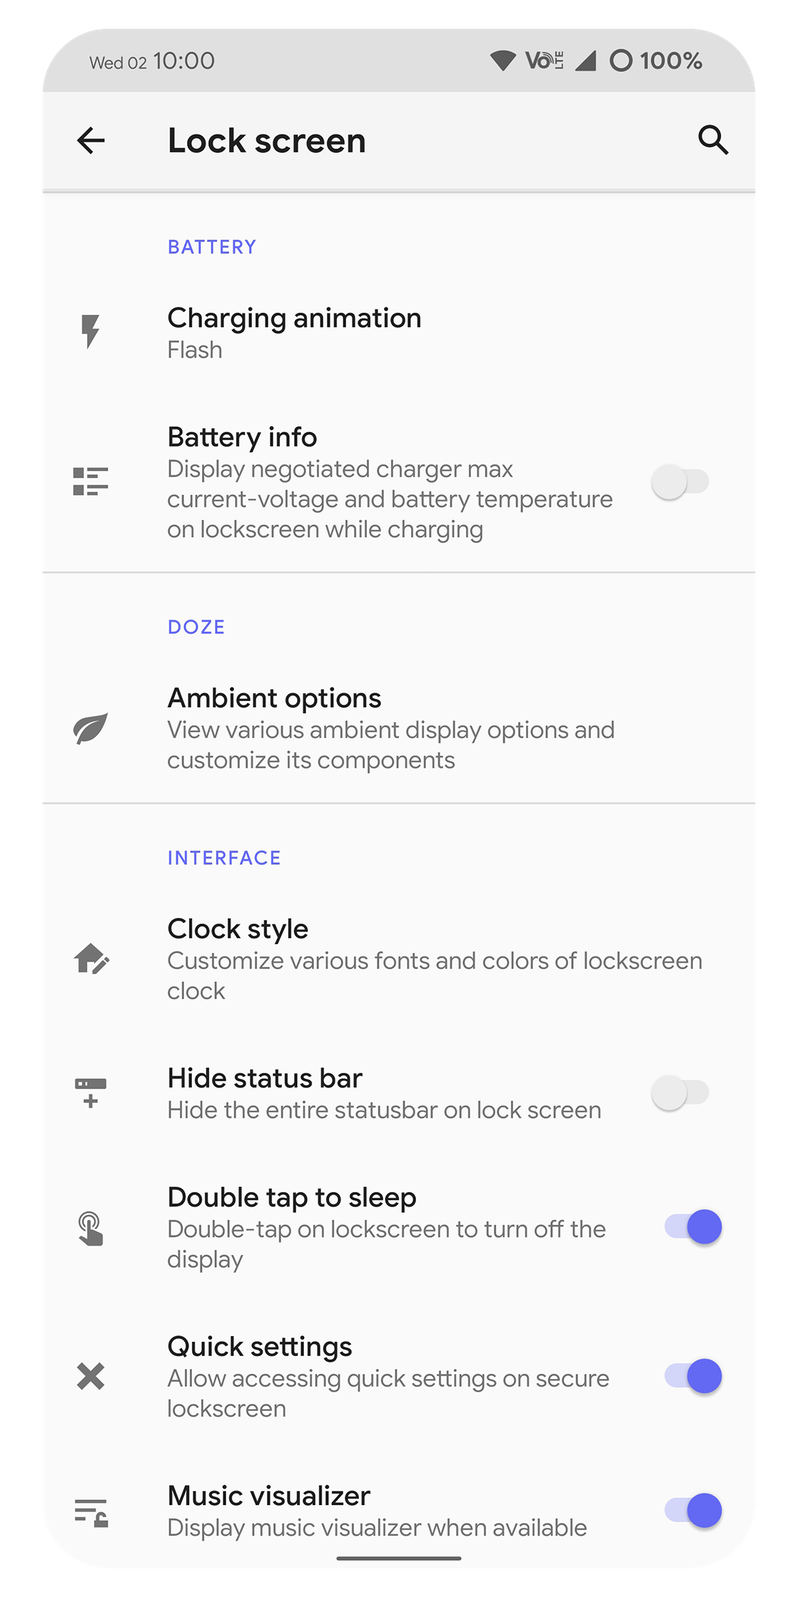 Wed 02 10:00 VoLTE 100%
Lock screen
BATTERY
Charging animation
Flash
Battery info
Display negotiated charger max
current-voltage and battery temperature
on lockscreen while charging
DOZE
Ambient options
View various ambient display options and
customize its components
INTERFACE
Clock style
Customize various fonts and colors of lockscreen
clock
Hide status bar
Hide the entire statusbar on lock screen
Double tap to sleep
Double-tap on lockscreen to turn off the
display
Quick settings
Allow accessing quick settings on secure
lockscreen
Music visualizer
Display music visualizer when available